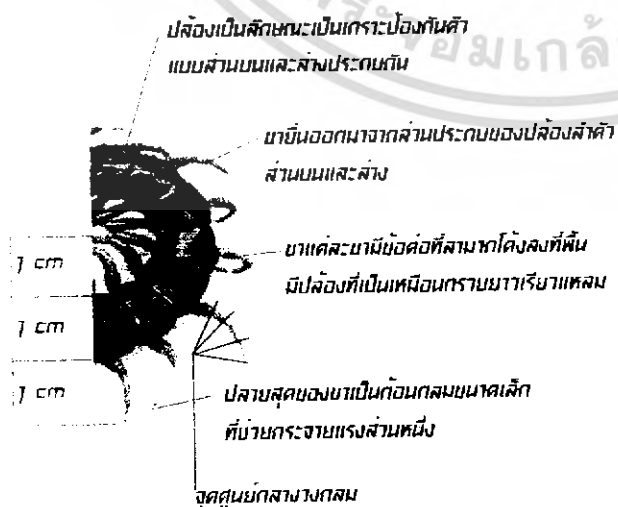 ระจอมเกล้
ปล้องเป็นลักษณะเป็นเกราะป้องกันตัว
แบบส่วนบนและล่างประกบกัน
ขายื่นออกมาจากส่วนประกบของปล้องลำตัว
ส่วนบนและล่าง
ขาแต่ละขามีข้อต่อที่สามารถโค้งลงที่พื้น
มีปล้องที่เป็นเหมือนกราบยาวเรียวแหลม
1 cm
1 cm
1 cm
ปลายสุดของขาเป็นก้อนกลมขนาดเล็ก
ที่ช่วยกระจายแรงส่วนหนึ่ง
จุดศูนย์กลางวงกลม